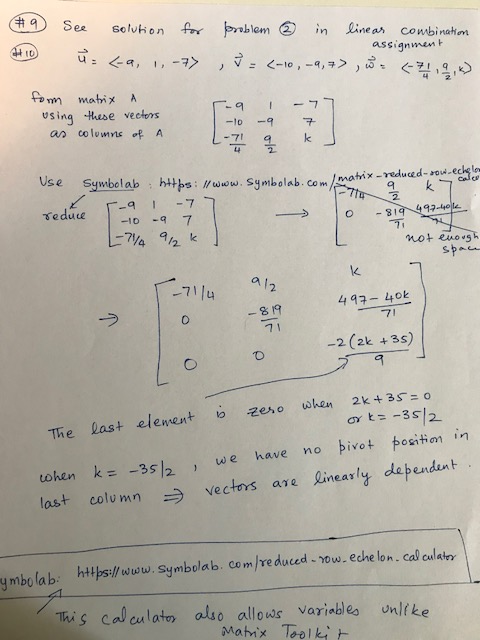 #9 See solution for problem ② in linear combination
assignment
#10 u⃗ = <-9, 1, -7> , v⃗ = <-10, -9, 7> , w⃗ = <-71/4, 9/2, k>
form matrix A
using these vectors
as columns of A
[-9 1 -7
-10 -9 7
-71/4 9/2 k]
Use Symbolab : https://www.symbolab.com/matrix-reduced-row-echelon
calc
reduce [-9 1 -7
-10 -9 7
-71/4 9/2 k]
→ [-71/4 9/2 k
0 -819/71 497-40k/71]
not enough
space
→ [-71/4 9/2 k
0 -819/71 497-40k/71
0 0 -2(2k+35)/9]
The last element is zero when 2k+35=0
or k = -35/2
when k = -35/2 , we have no pivot position in
last column ⇒ vectors are linearly dependent.
ymbolab: https://www.symbolab.com/reduced-row-echelon-calculator
This calculator also allows variables unlike
Matrix Toolkit